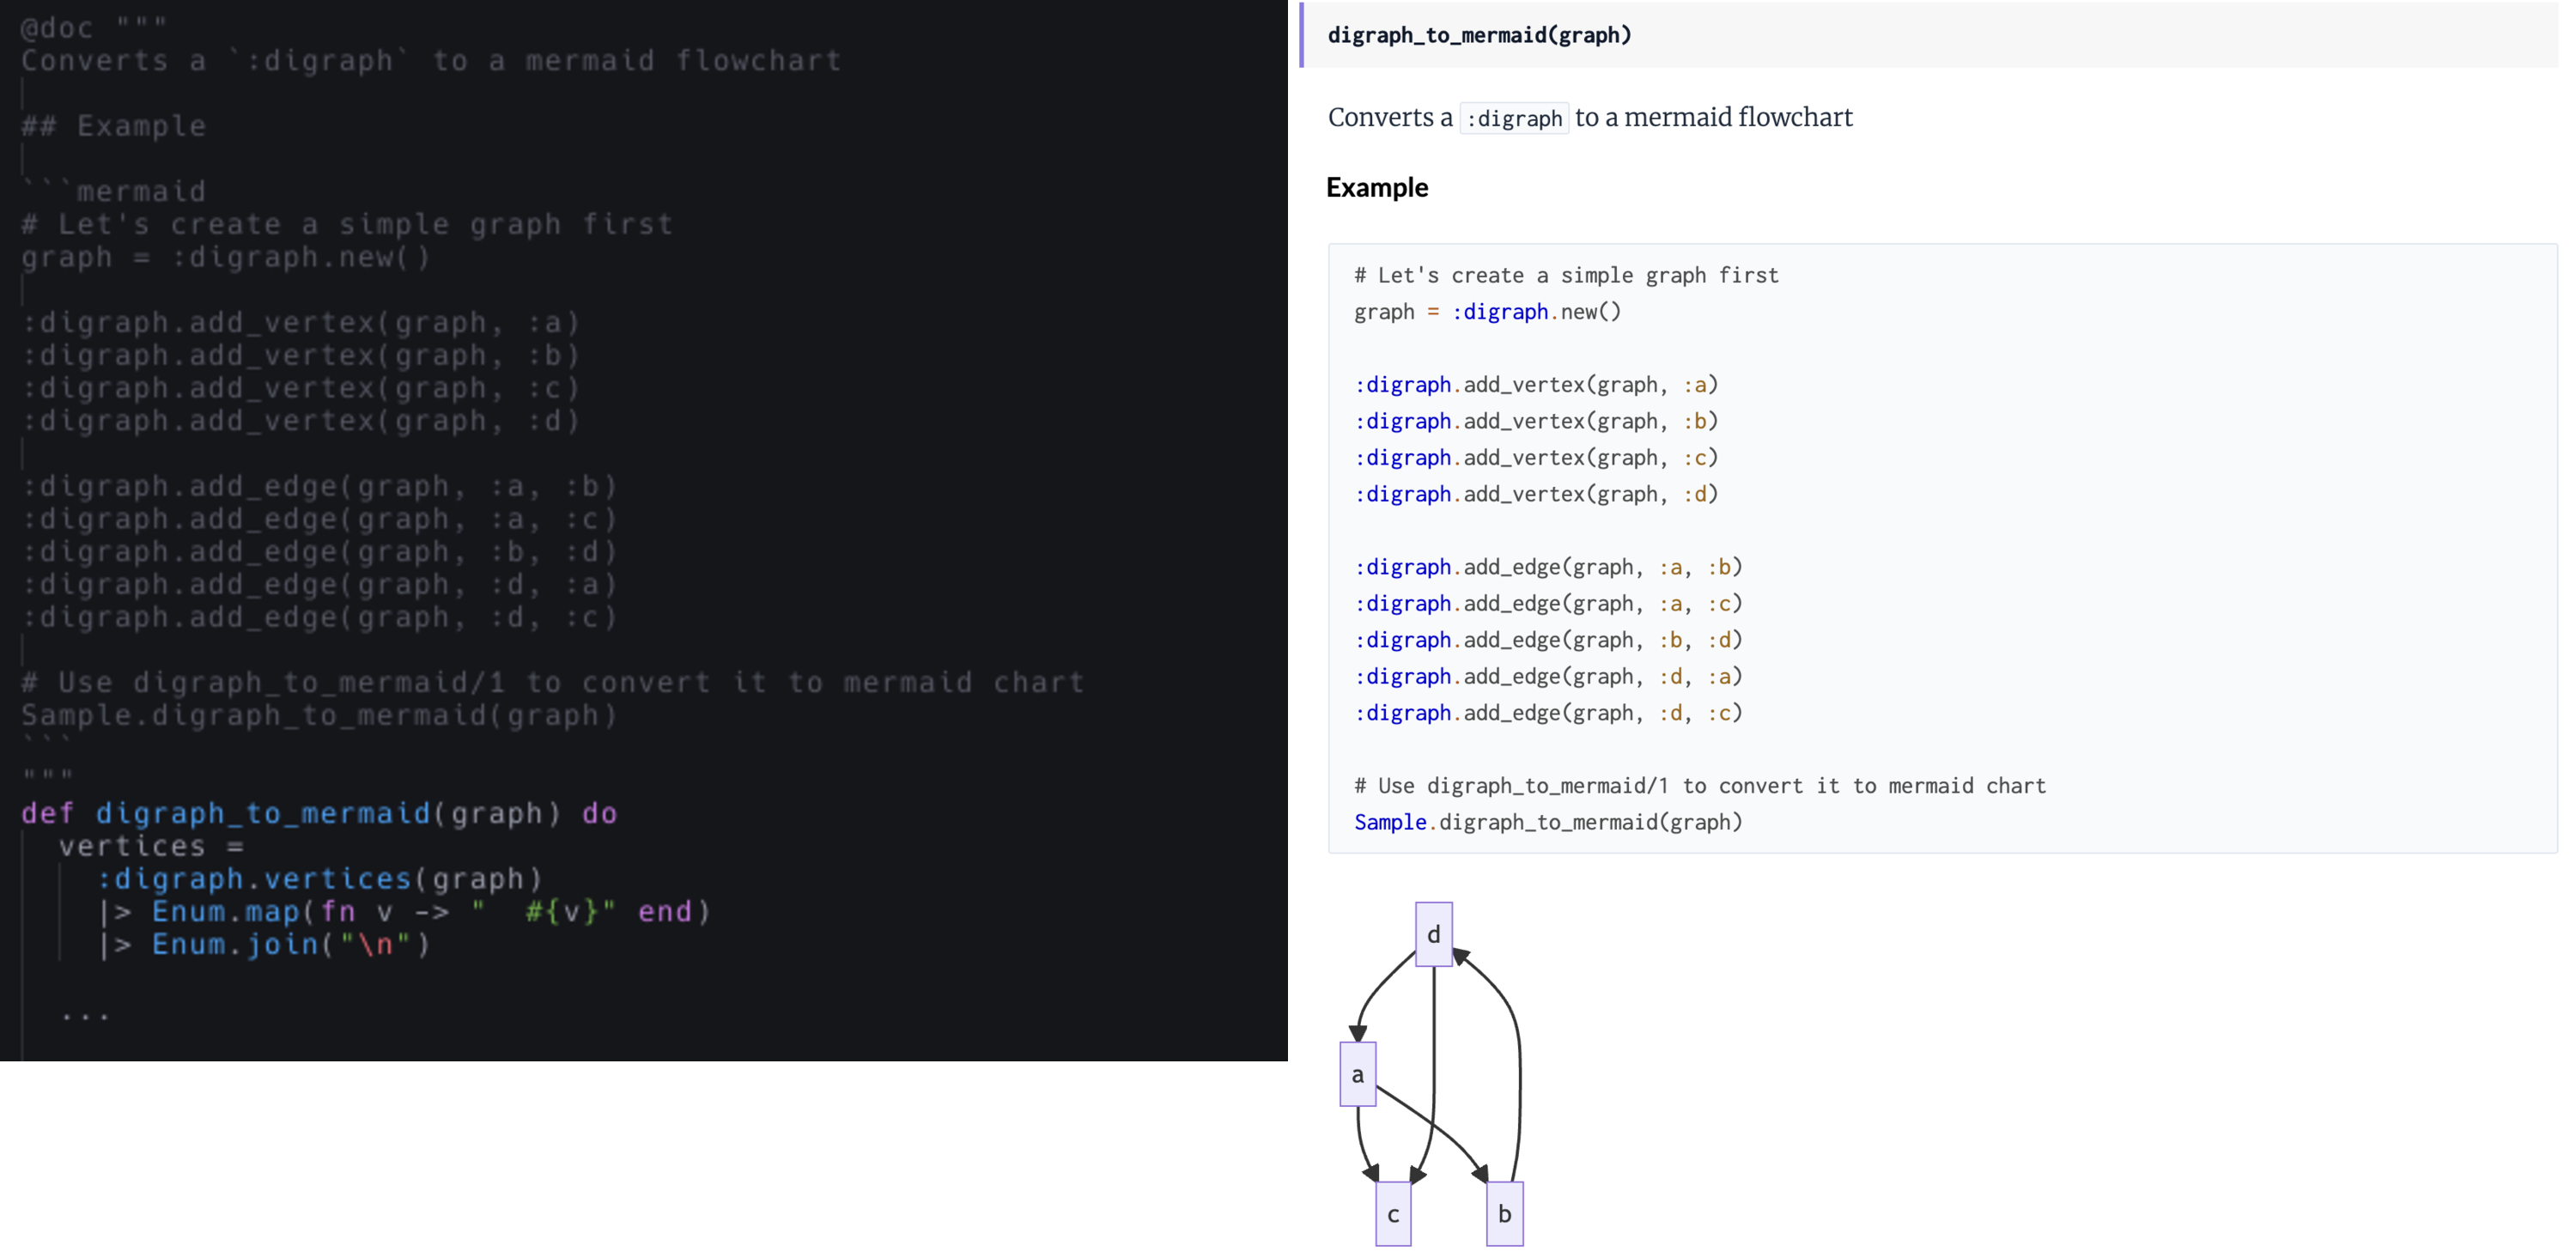 @doc """
Converts a `:digraph` to a mermaid flowchart
## Example
```mermaid
# Let's create a simple graph first
graph = :digraph.new()
:digraph.add_vertex(graph, :a)
:digraph.add_vertex(graph, :b)
:digraph.add_vertex(graph, :c)
:digraph.add_vertex(graph, :d)
:digraph.add_edge(graph, :a, :b)
:digraph.add_edge(graph, :a, :c)
:digraph.add_edge(graph, :b, :d)
:digraph.add_edge(graph, :d, :a)
:digraph.add_edge(graph, :d, :c)
# Use digraph_to_mermaid/1 to convert it to mermaid chart
Sample.digraph_to_mermaid(graph)
```
"""
def digraph_to_mermaid(graph) do
  vertices =
    :digraph.vertices(graph)
    |> Enum.map(fn v -> "  #{v}" end)
    |> Enum.join("\n")
  ...
digraph_to_mermaid(graph)
Converts a :digraph to a mermaid flowchart
Example
# Let's create a simple graph first
graph = :digraph.new()
:digraph.add_vertex(graph, :a)
:digraph.add_vertex(graph, :b)
:digraph.add_vertex(graph, :c)
:digraph.add_vertex(graph, :d)
:digraph.add_edge(graph, :a, :b)
:digraph.add_edge(graph, :a, :c)
:digraph.add_edge(graph, :b, :d)
:digraph.add_edge(graph, :d, :a)
:digraph.add_edge(graph, :d, :c)
# Use digraph_to_mermaid/1 to convert it to mermaid chart
Sample.digraph_to_mermaid(graph)
d
a
c
b